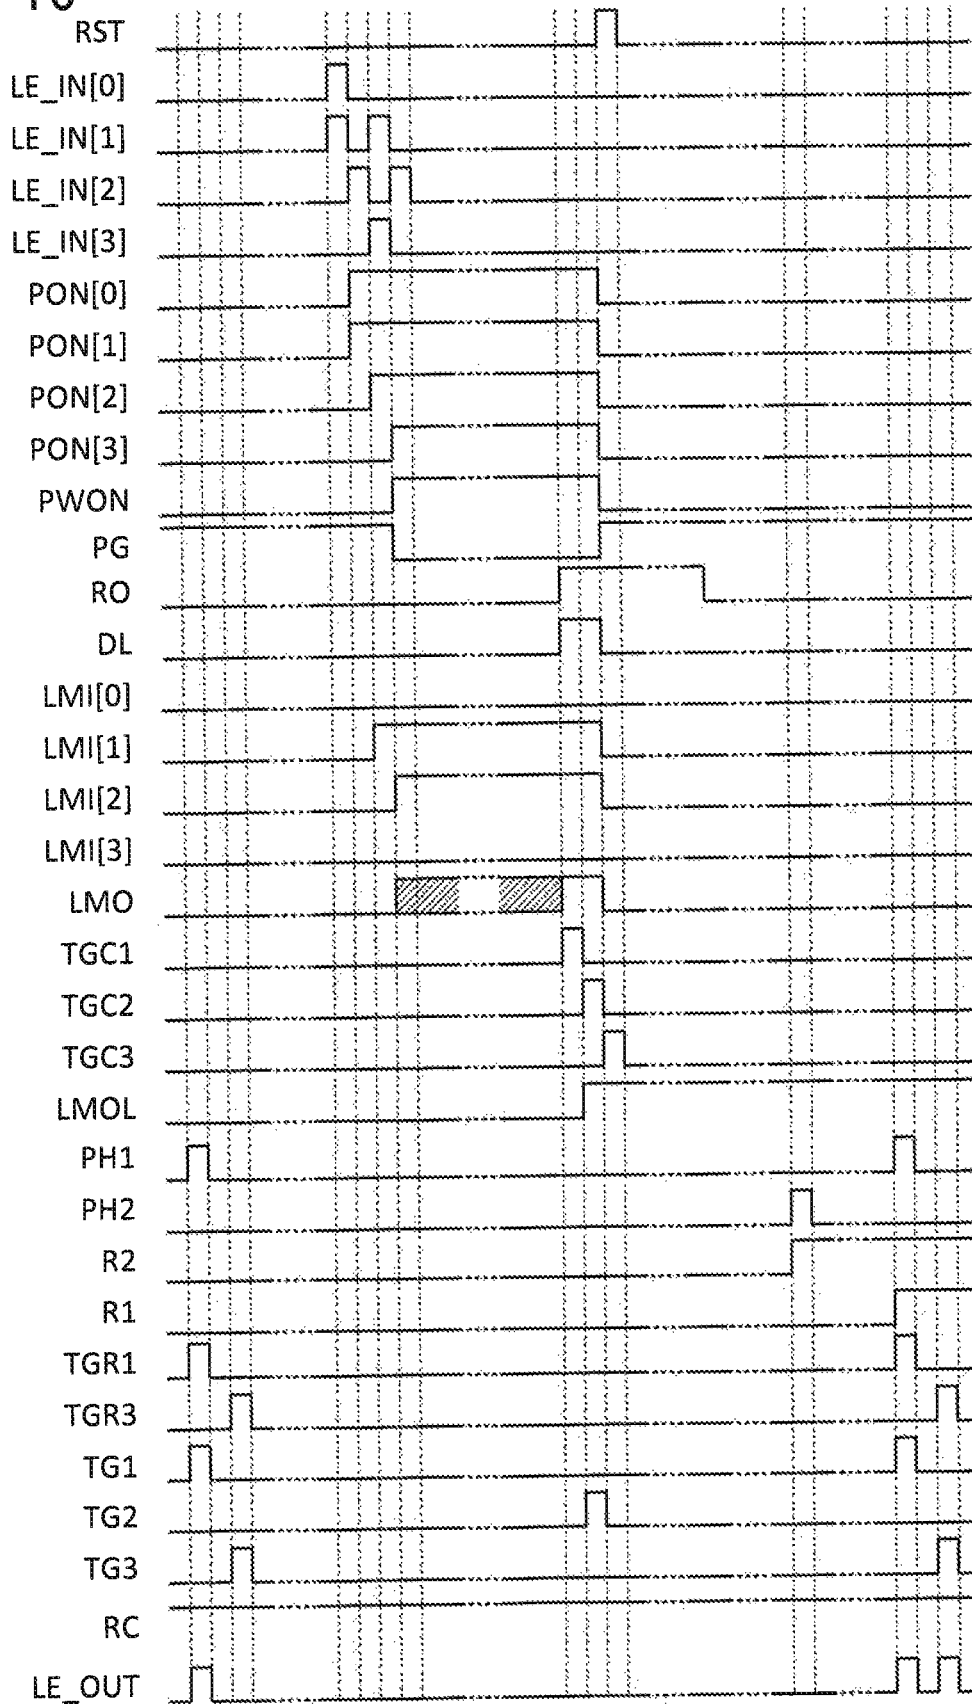 RST
LE_IN[0]
LE_IN[1]
LE_IN[2]
LE_IN[3]
PON[0]
PON[1]
PON[2]
PON[3]
PWON
PG
RO
DL
LMI[0]
LMI[1]
LMI[2]
LMI[3]
LMO
TGC1
TGC2
TGC3
LMOL
PH1
PH2
R2
R1
TGR1
TGR3
TG1
TG2
TG3
RC
LE_OUT